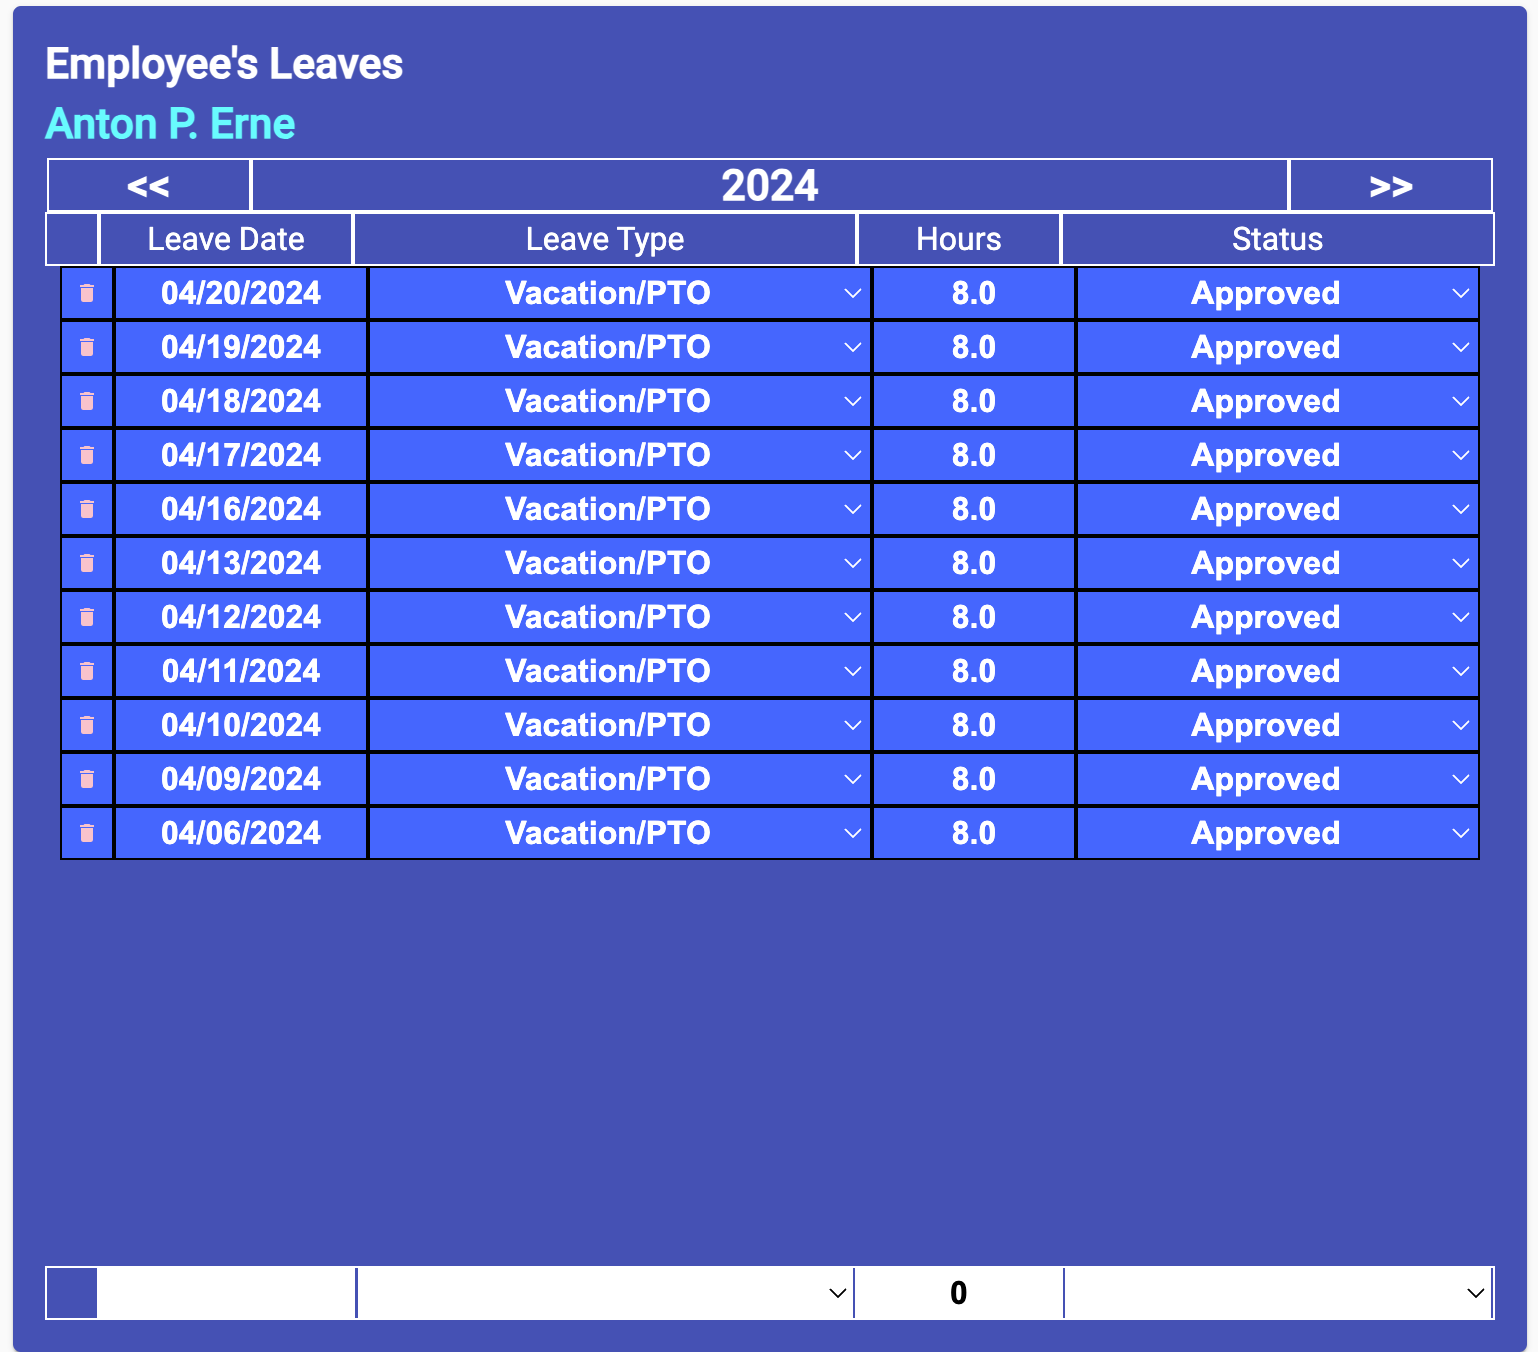 Employee's Leaves
Anton P. Erne
<< 2024 >>
Leave Date Leave Type Hours Status
04/20/2024 Vacation/PTO 8.0 Approved
04/19/2024 Vacation/PTO 8.0 Approved
04/18/2024 Vacation/PTO 8.0 Approved
04/17/2024 Vacation/PTO 8.0 Approved
04/16/2024 Vacation/PTO 8.0 Approved
04/13/2024 Vacation/PTO 8.0 Approved
04/12/2024 Vacation/PTO 8.0 Approved
04/11/2024 Vacation/PTO 8.0 Approved
04/10/2024 Vacation/PTO 8.0 Approved
04/09/2024 Vacation/PTO 8.0 Approved
04/06/2024 Vacation/PTO 8.0 Approved
0